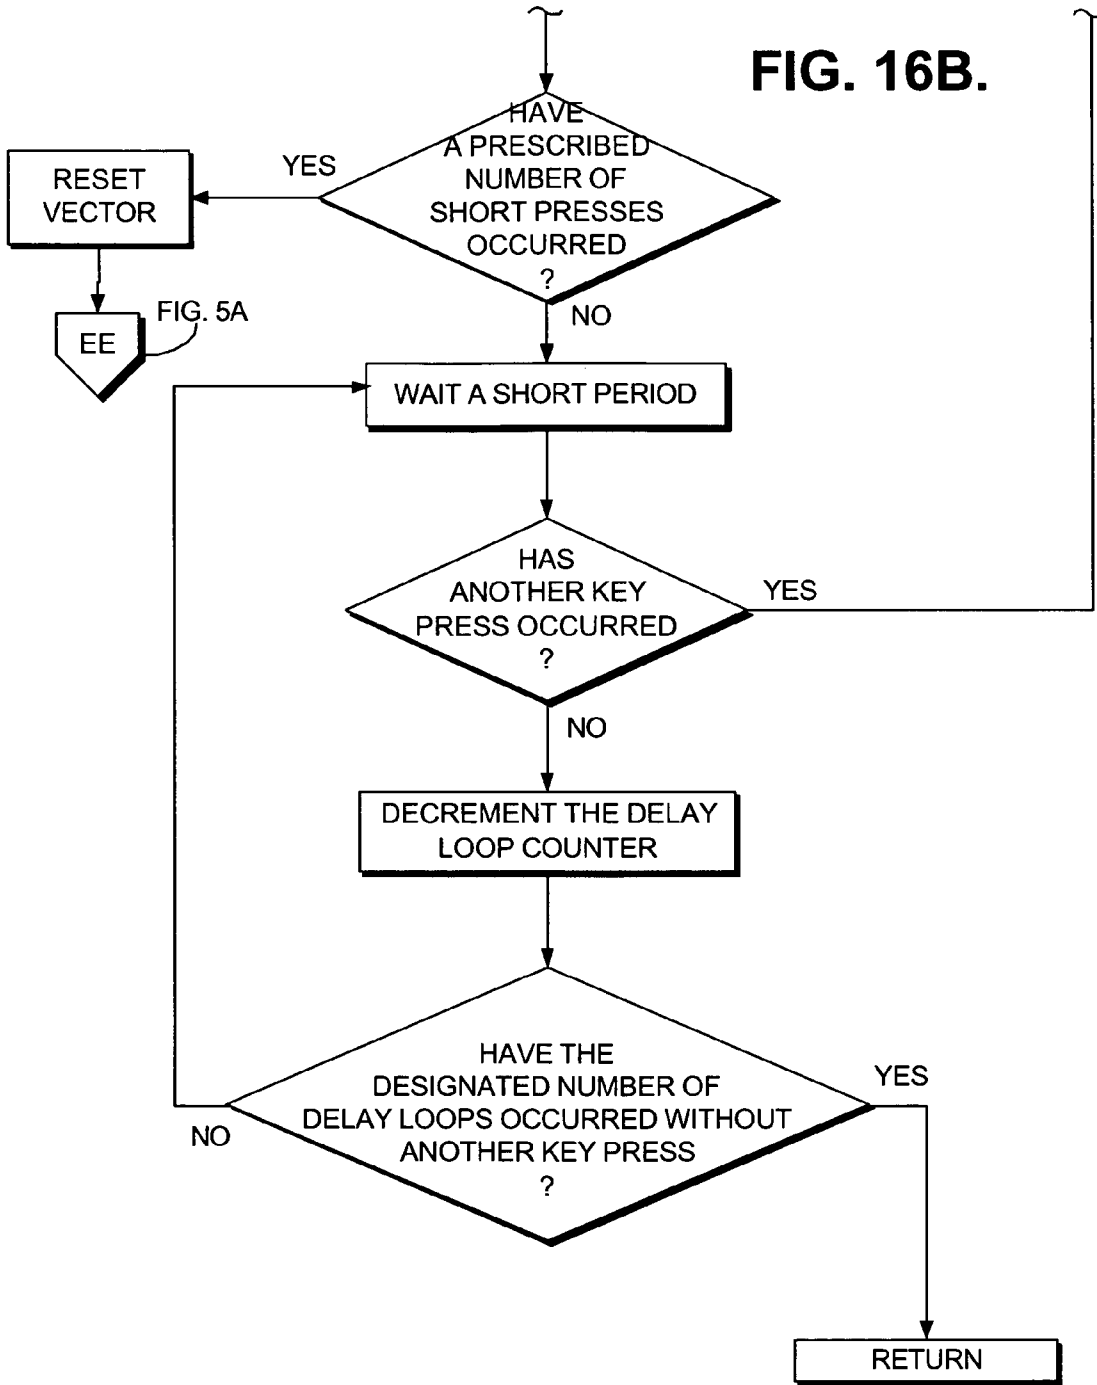 FIG. 16B.
HAVE
A PRESCRIBED
NUMBER OF
SHORT PRESSES
OCCURRED
?
YES
RESET
VECTOR
FIG. 5A
EE
NO
WAIT A SHORT PERIOD
HAS
ANOTHER KEY
PRESS OCCURRED
?
YES
NO
DECREMENT THE DELAY
LOOP COUNTER
HAVE THE
DESIGNATED NUMBER OF
DELAY LOOPS OCCURRED WITHOUT
ANOTHER KEY PRESS
?
YES
NO
RETURN